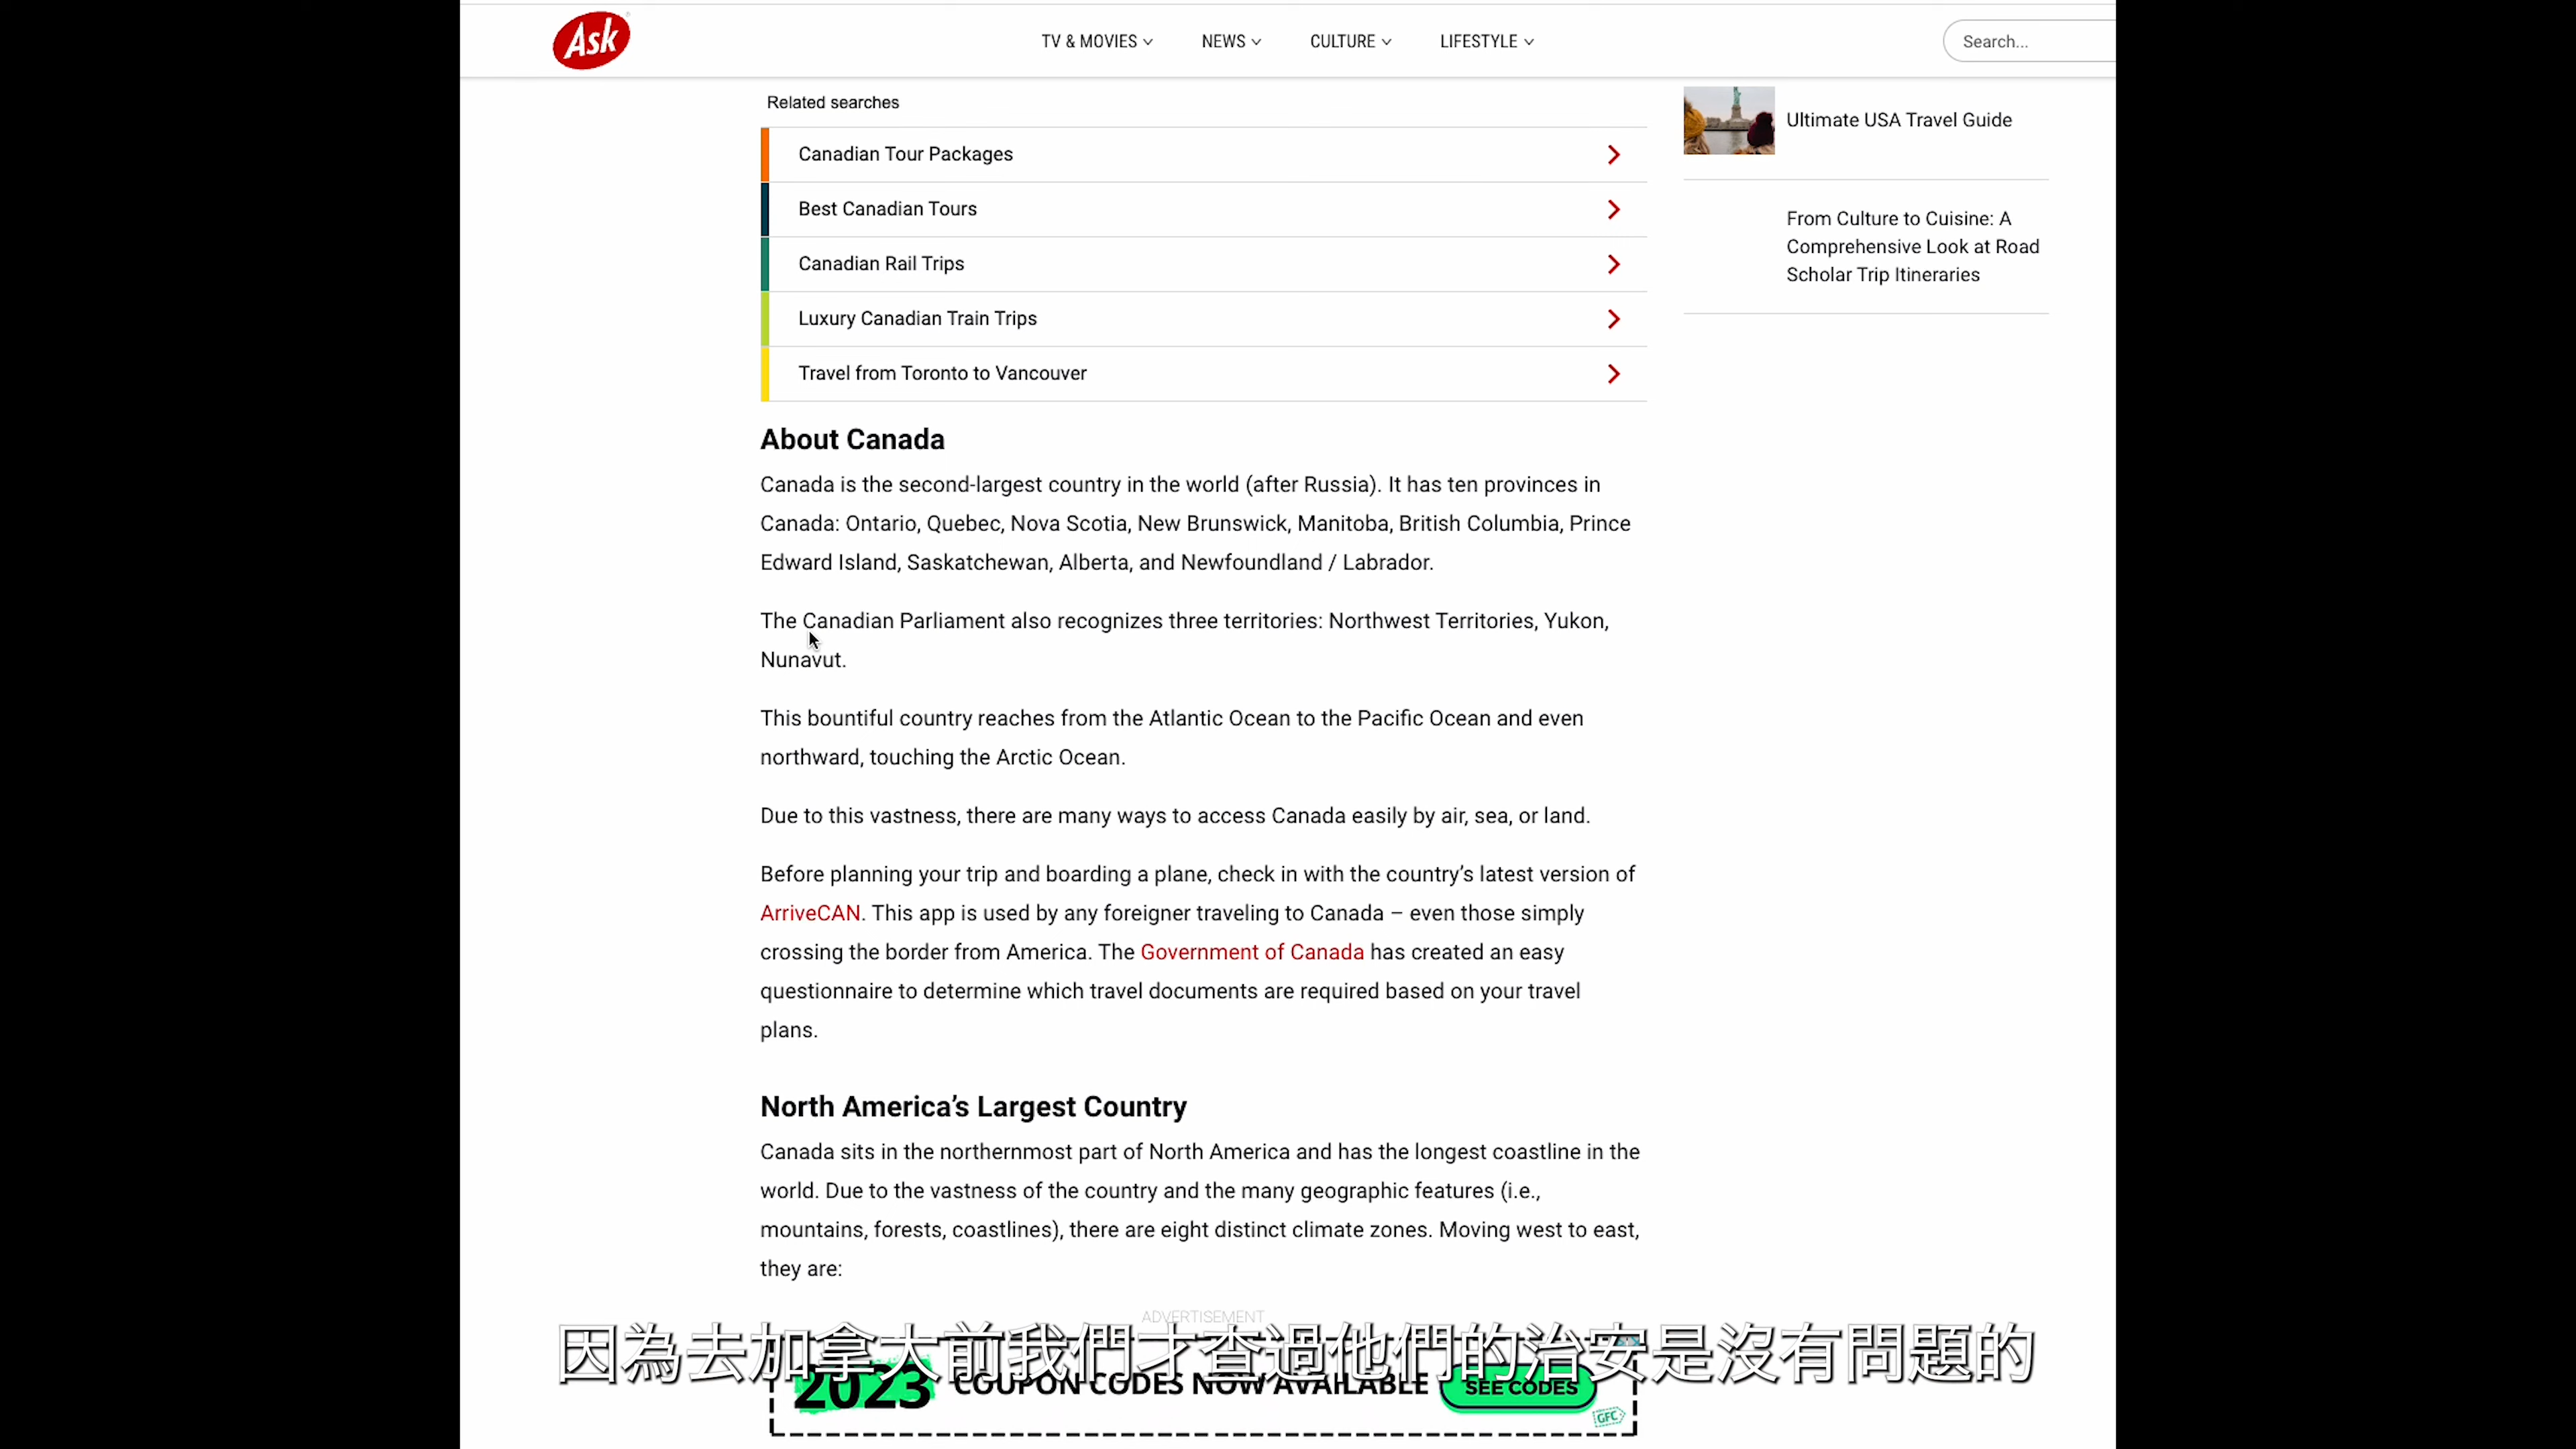 Ask
TV & MOVIES
NEWS
CULTURE
LIFESTYLE
Search...
Related searches
Canadian Tour Packages
Best Canadian Tours
Canadian Rail Trips
Luxury Canadian Train Trips
Travel from Toronto to Vancouver
Ultimate USA Travel Guide
From Culture to Cuisine: A
Comprehensive Look at Road
Scholar Trip Itineraries
About Canada
Canada is the second-largest country in the world (after Russia). It has ten provinces in
Canada: Ontario, Quebec, Nova Scotia, New Brunswick, Manitoba, British Columbia, Prince
Edward Island, Saskatchewan, Alberta, and Newfoundland / Labrador.
The Canadian Parliament also recognizes three territories: Northwest Territories, Yukon,
Nunavut.
This bountiful country reaches from the Atlantic Ocean to the Pacific Ocean and even
northward, touching the Arctic Ocean.
Due to this vastness, there are many ways to access Canada easily by air, sea, or land.
Before planning your trip and boarding a plane, check in with the country’s latest version of
ArriveCAN. This app is used by any foreigner traveling to Canada – even those simply
crossing the border from America. The Government of Canada has created an easy
questionnaire to determine which travel documents are required based on your travel
plans.
North America’s Largest Country
Canada sits in the northernmost part of North America and has the longest coastline in the
world. Due to the vastness of the country and the many geographic features (i.e.,
mountains, forests, coastlines), there are eight distinct climate zones. Moving west to east,
they are:
ADVERTISEMENT
因為去加拿大前我們才查過他們的治安是沒有問題的
2023 COUPON CODES NOW AVAILABLE SEE CODES
GFC